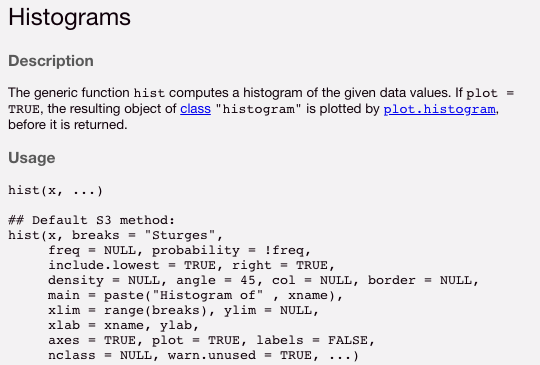 Histograms
Description
The generic function hist computes a histogram of the given data values. If plot =
TRUE, the resulting object of class "histogram" is plotted by plot.histogram,
before it is returned.
Usage
hist(x, ...)
## Default S3 method:
hist(x, breaks = "Sturges",
     freq = NULL, probability = !freq,
     include.lowest = TRUE, right = TRUE,
     density = NULL, angle = 45, col = NULL, border = NULL,
     main = paste("Histogram of" , xname),
     xlim = range(breaks), ylim = NULL,
     xlab = xname, ylab,
     axes = TRUE, plot = TRUE, labels = FALSE,
     nclass = NULL, warn.unused = TRUE, ...)